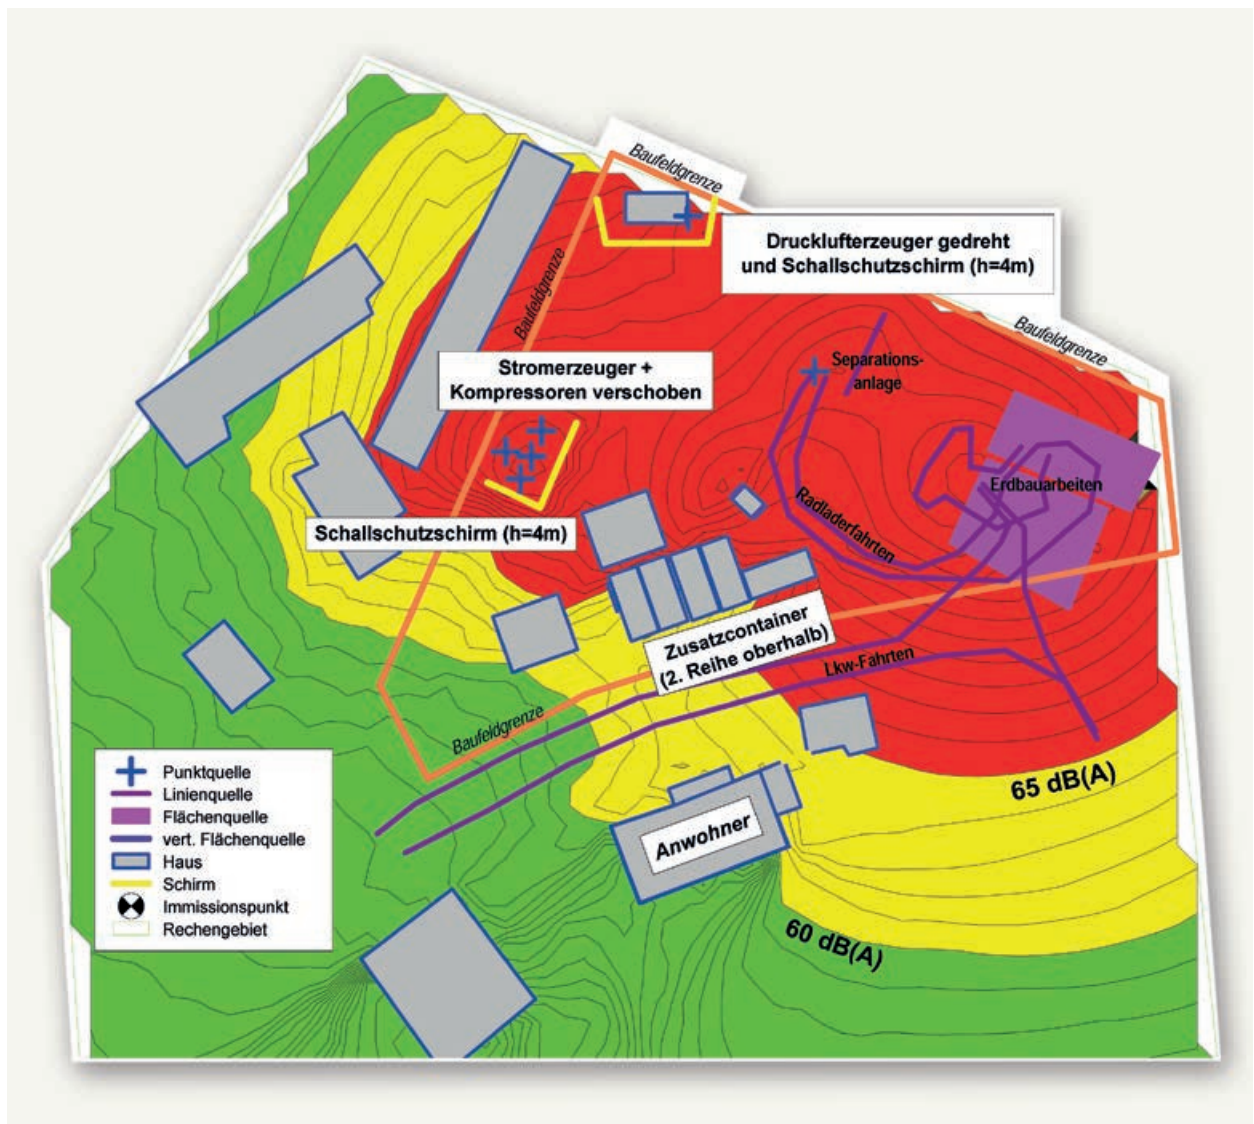 Baufeldgrenze
Drucklufterzeuger gedreht
und Schallschutzschirm (h=4m)
Baufeldgrenze
Baufeldgrenze
Stromerzeuger +
Kompressoren verschoben
Separations-
anlage
Erdbauarbeiten
Radladerfahrten
Schallschutzschirm (h=4m)
Zusatzcontainer
(2. Reihe oberhalb)
Lkw-Fahrten
Baufeldgrenze
65 dB(A)
Anwohner
60 dB(A)
Punktquelle
Linienquelle
Flächenquelle
vert. Flächenquelle
Haus
Schirm
Immissionspunkt
Rechengebiet